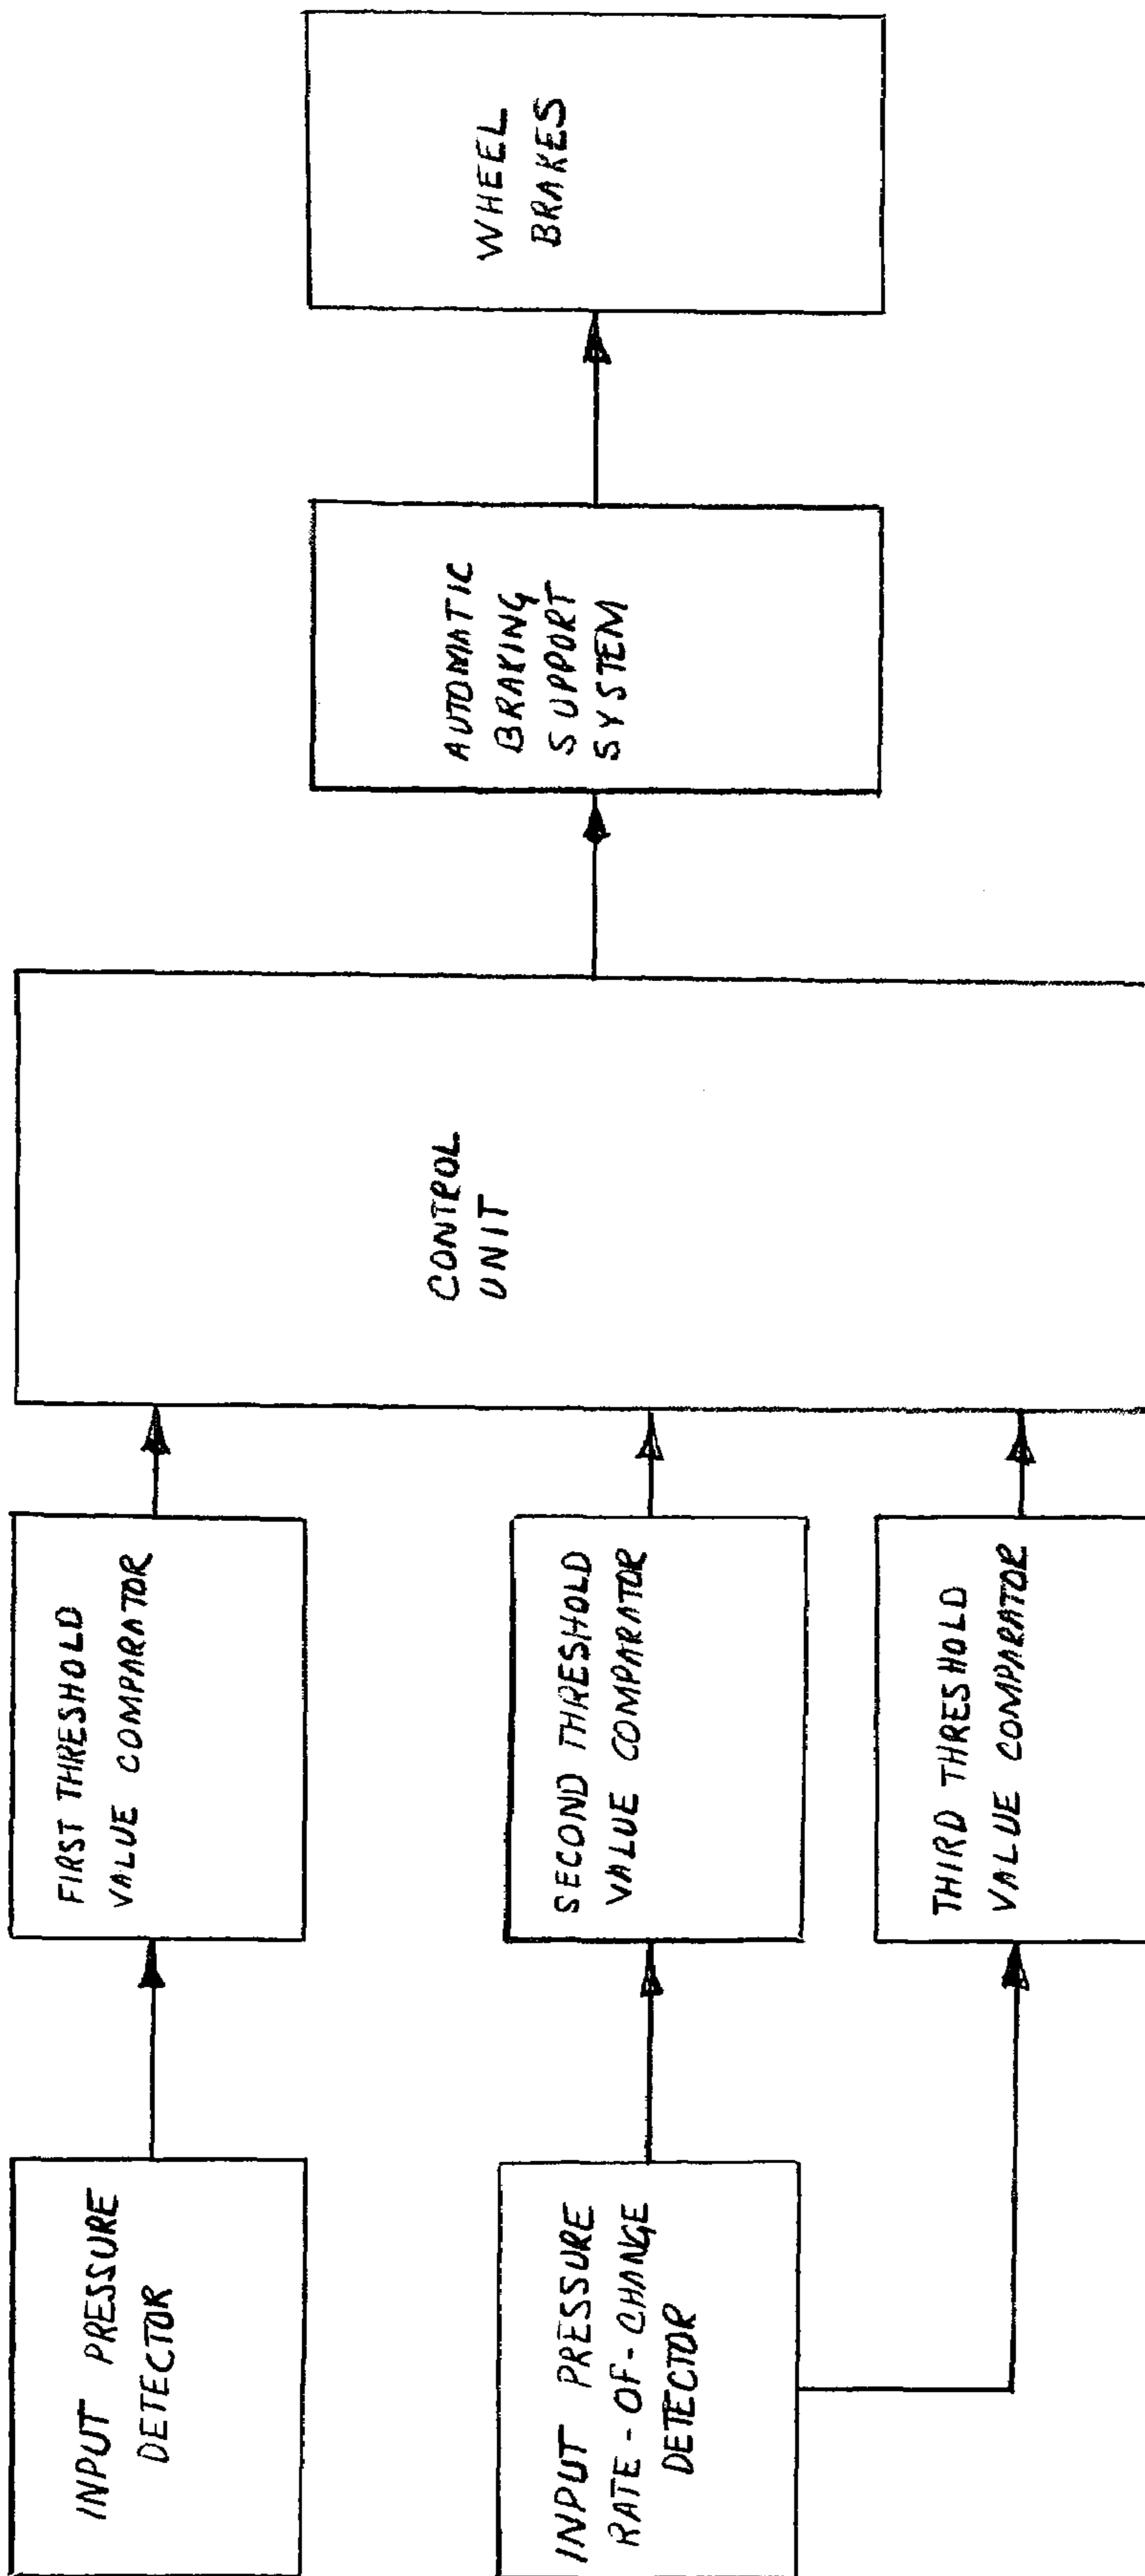 INPUT PRESSURE
DETECTOR
FIRST THRESHOLD
VALUE COMPARATOR
INPUT PRESSURE
RATE-OF-CHANGE
DETECTOR
SECOND THRESHOLD
VALUE COMPARATOR
THIRD THRESHOLD
VALUE COMPARATOR
CONTROL
UNIT
AUTOMATIC
BRAKING
SUPPORT
SYSTEM
WHEEL
BRAKES